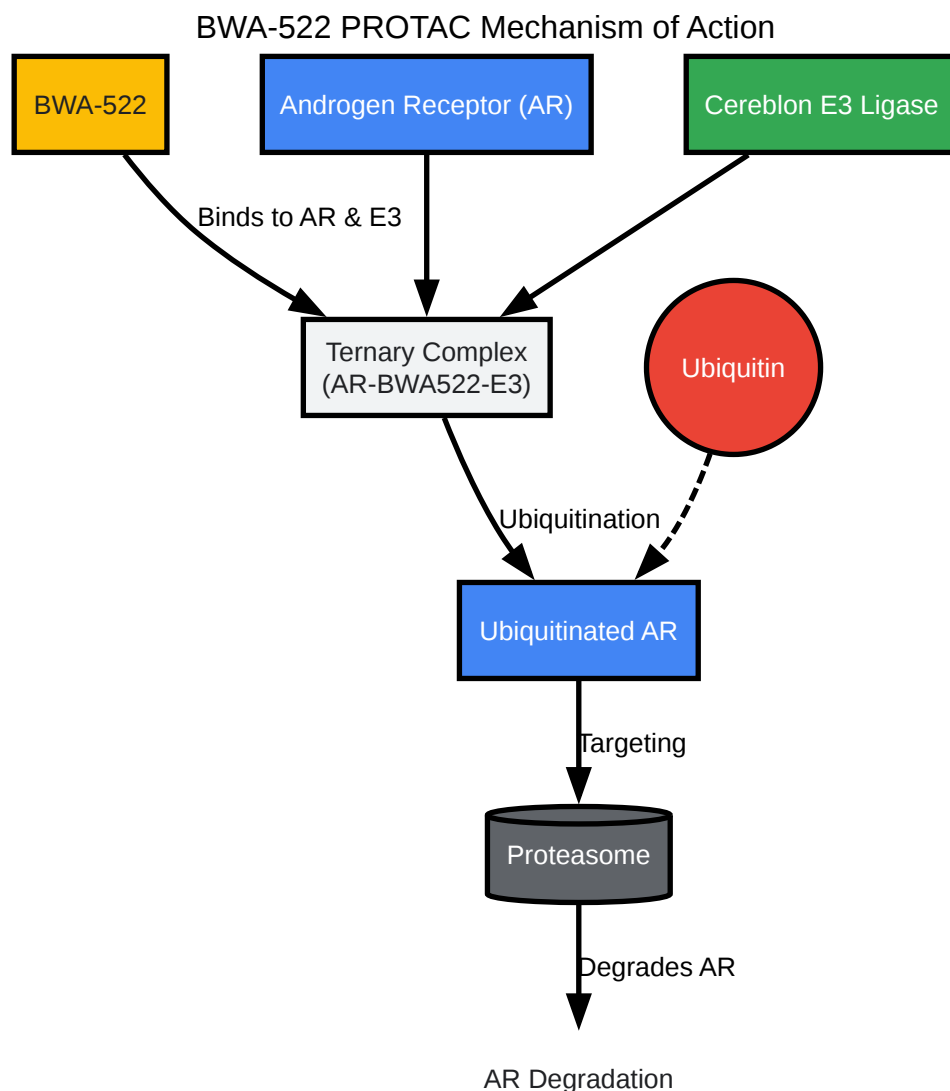 BWA-522 PROTAC Mechanism of Action
BWA-522
Androgen Receptor (AR)
Cereblon E3 Ligase
Binds to AR & E3
Ternary Complex
(AR-BWA522-E3)
Ubiquitin
Ubiquitination
Ubiquitinated AR
Targeting
Proteasome
Degrades AR
AR Degradation